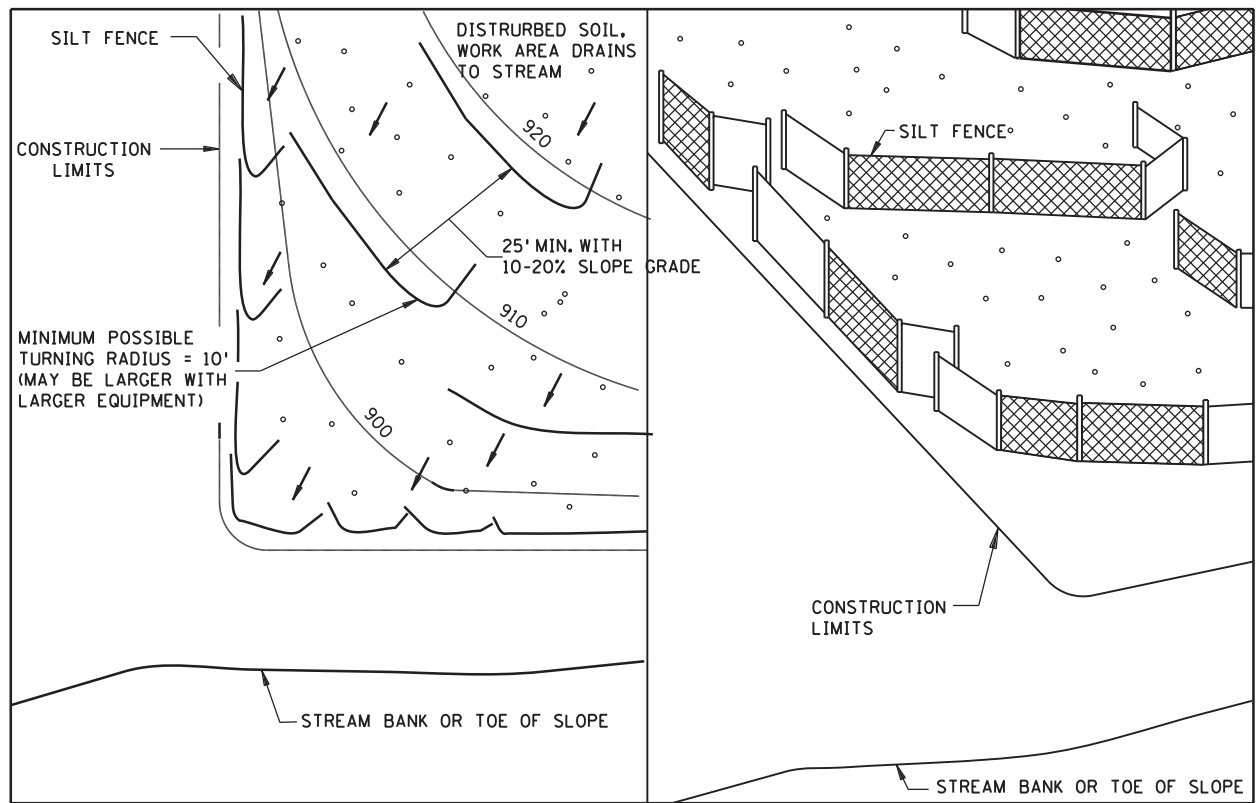 SILT FENCE
DISTRURBED SOIL,
WORK AREA DRAINS
TO STREAM
920
CONSTRUCTION
LIMITS
25' MIN. WITH
10-20% SLOPE GRADE
910
MINIMUM POSSIBLE
TURNING RADIUS = 10'
(MAY BE LARGER WITH
LARGER EQUIPMENT)
900
STREAM BANK OR TOE OF SLOPE
SILT FENCE
CONSTRUCTION
LIMITS
STREAM BANK OR TOE OF SLOPE